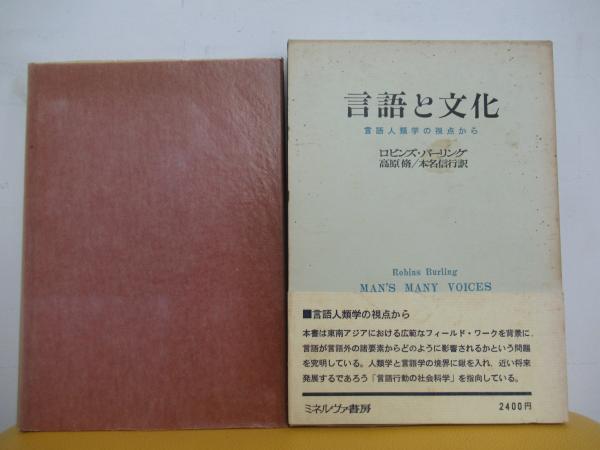 言語と文化
言語人類学の視点から
ロビンズ・バーリング
高原脩/本名信行訳
Robins Burling
MAN'S MANY VOICES
■言語人類学の視点から
本書は東南アジアにおける広範なフィールド・ワークを背景に、
言語が言語外の諸要素からどのように影響されるかという問題
を究明している。人類学と言語学の境界に鍬を入れ、近い将来
発展するであろう「言語行動の社会科学」を指向している。
ミネルヴァ書房
2400円